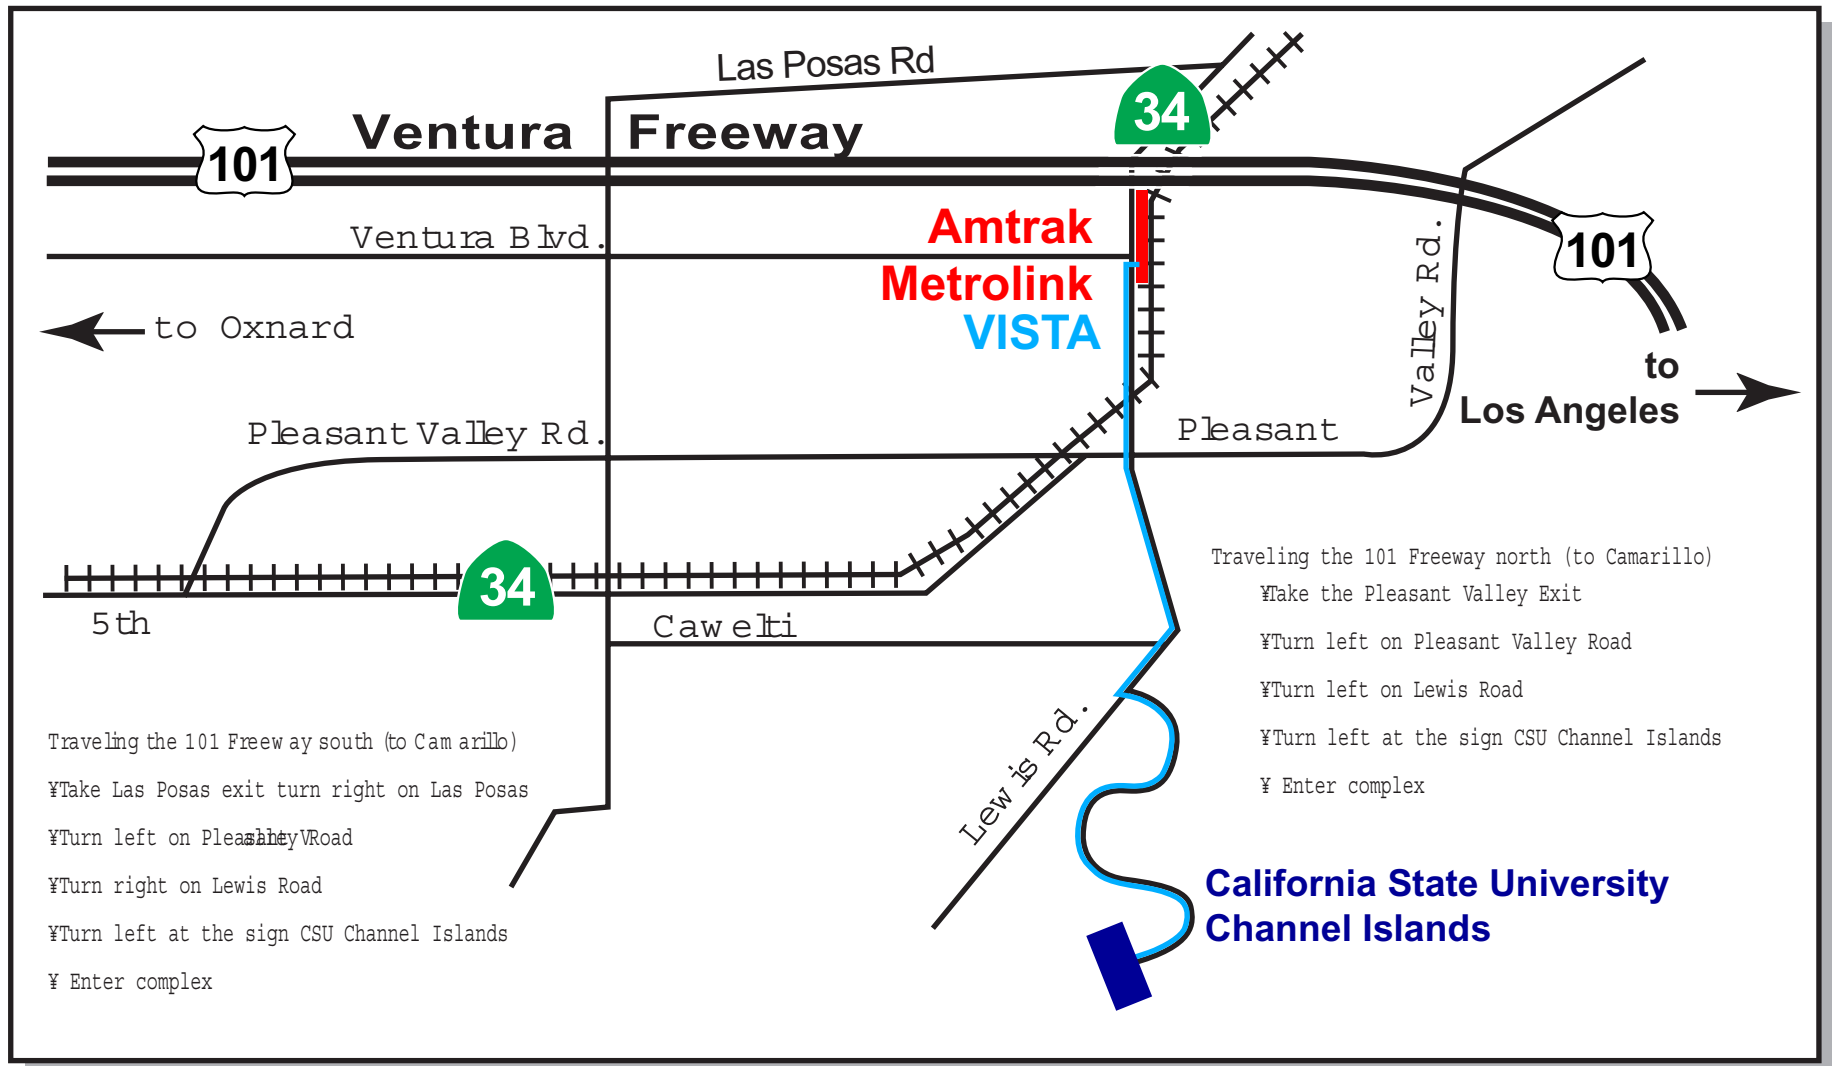 Las Posas Rd
34
Ventura Freeway
101
Ventura Blvd.
Amtrak
Metrolink
VISTA
Valley Rd.
101
to Oxnard
to
Los Angeles
Pleasant Valley Rd.
Pleasant
34
5th
Cawelti
Lewis Rd.
Traveling the 101 Freeway north (to Camarillo)
¥Take the Pleasant Valley Exit
¥Turn left on Pleasant Valley Road
¥Turn left on Lewis Road
¥Turn left at the sign CSU Channel Islands
¥ Enter complex
Traveling the 101 Freeway south (to Camarillo)
¥Take Las Posas exit turn right on Las Posas
¥Turn left on Road
¥Turn right on Lewis Road
¥Turn left at the sign CSU Channel Islands
¥ Enter complex
California State University
Channel Islands